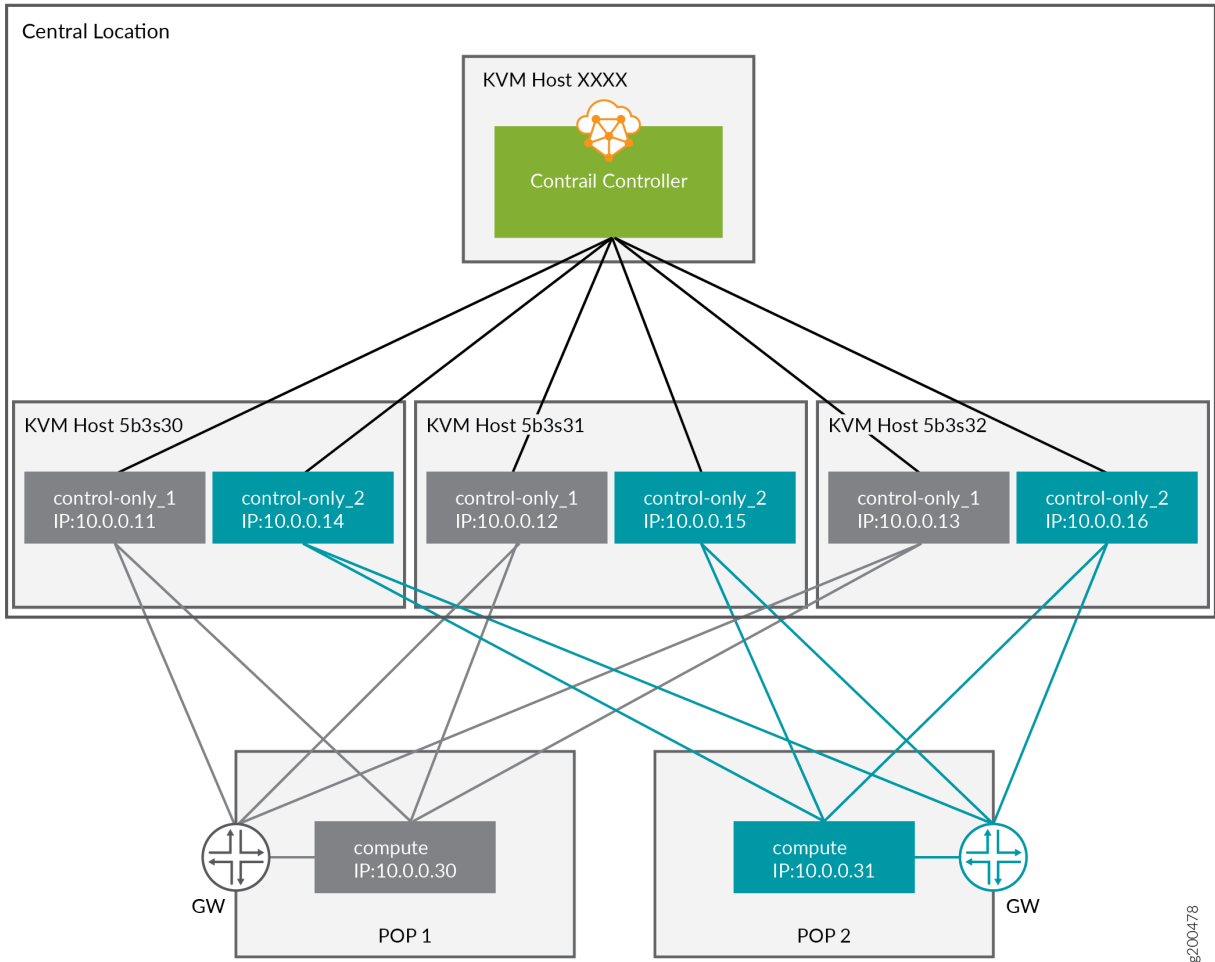 Central Location
KVM Host XXXX
Contrail Controller
KVM Host 5b3s30
control-only_1
IP:10.0.0.11
control-only_2
IP:10.0.0.14
KVM Host 5b3s31
control-only_1
IP:10.0.0.12
control-only_2
IP:10.0.0.15
KVM Host 5b3s32
control-only_1
IP:10.0.0.13
control-only_2
IP:10.0.0.16
GW
compute
IP:10.0.0.30
POP 1
compute
IP:10.0.0.31
POP 2
GW
g200478